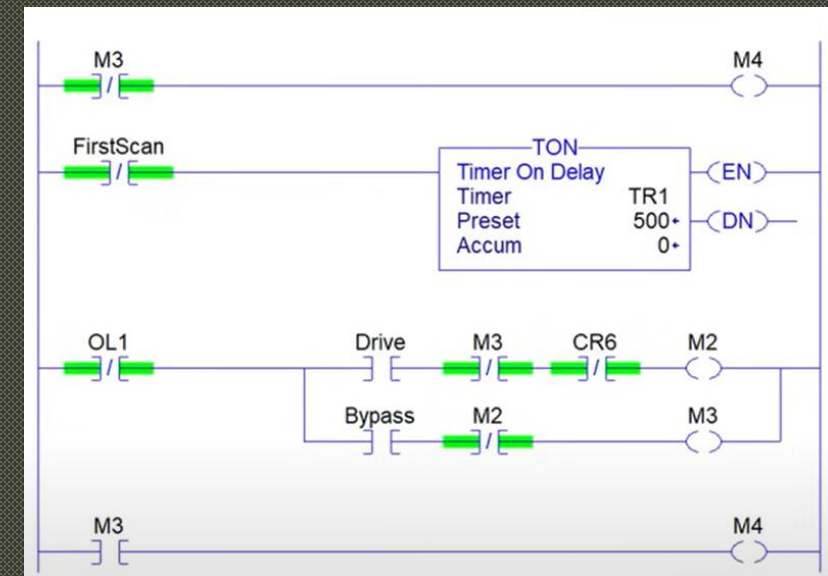 M3 M4
FirstScan
TON
Timer On Delay
(EN)
Timer TR1
Preset 500
(DN)
Accum 0
OL1 Drive M3 CR6 M2
Bypass M2 M3
M3 M4